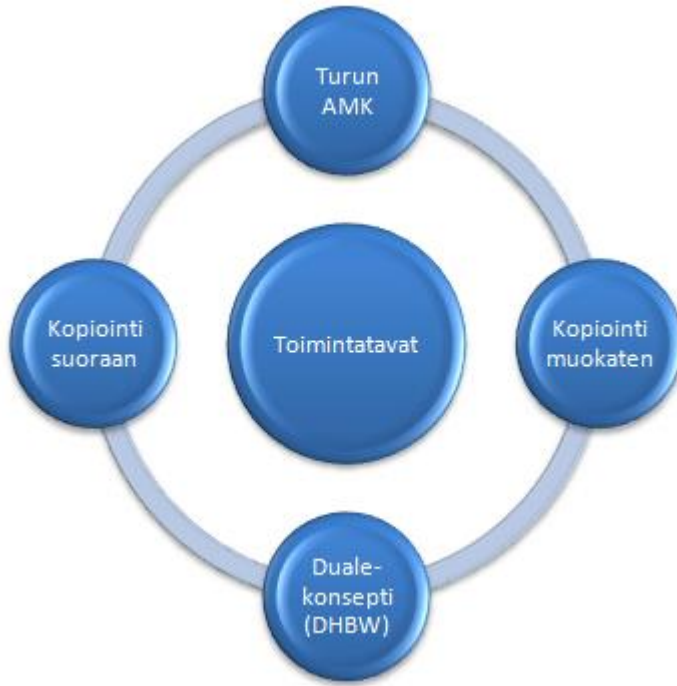 Turun
AMK
Kopiointi
suoraan
Toimintatavat
Kopiointi
muokaten
Duale-
konsepti
(DHBW)